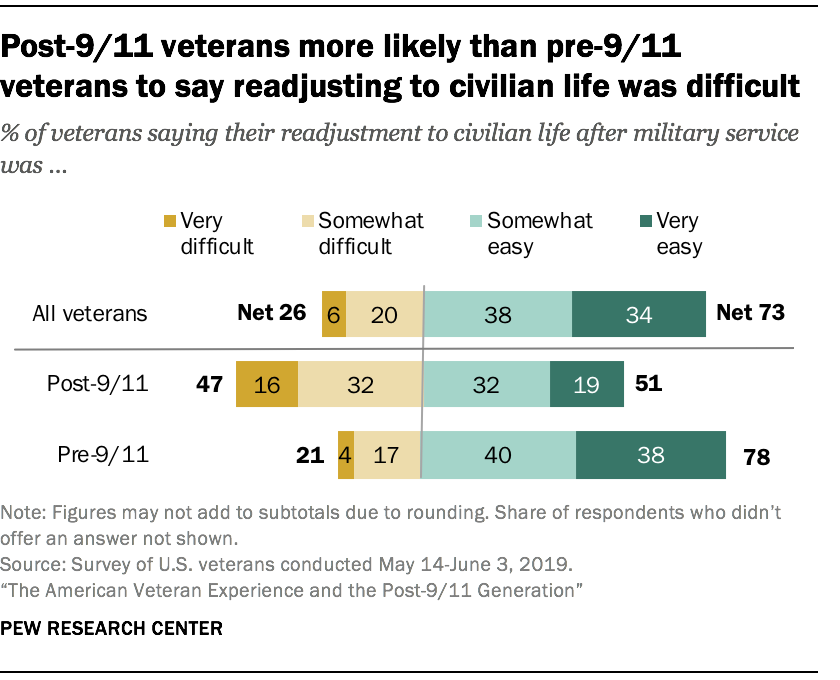 Post-9/11 veterans more likely than pre-9/11
veterans to say readjusting to civilian life was difficult
% of veterans saying their readjustment to civilian life after military service
was ...
Very difficult
Somewhat difficult
Somewhat easy
Very easy
All veterans Net 26 6 20 38 34 Net 73
Post-9/11 47 16 32 32 19 51
Pre-9/11 21 4 17 40 38 78
Note: Figures may not add to subtotals due to rounding. Share of respondents who didn't
offer an answer not shown.
Source: Survey of U.S. veterans conducted May 14-June 3, 2019.
“The American Veteran Experience and the Post-9/11 Generation”
PEW RESEARCH CENTER